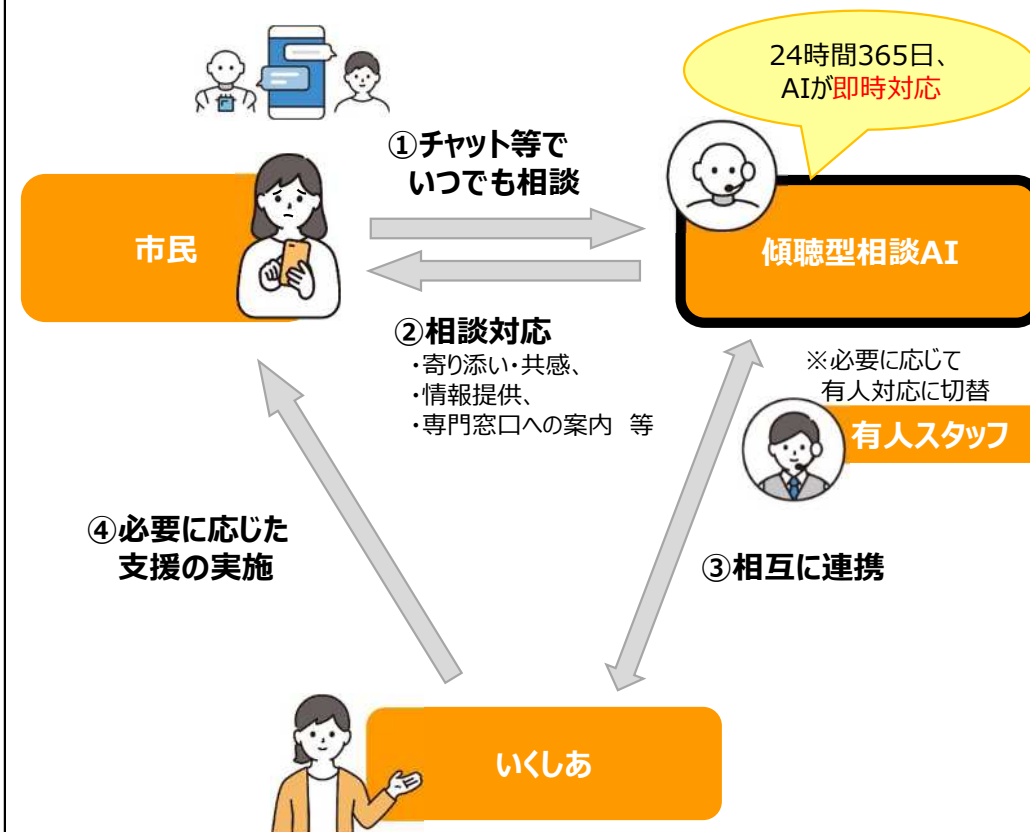 24時間365日、
AIが即時対応
①チャット等で
いつでも相談
市民
傾聴型相談AI
②相談対応
・寄り添い・共感、
・情報提供、
・専門窓口への案内 等
※必要に応じて
有人対応に切替
有人スタッフ
④必要に応じた
支援の実施
③相互に連携
いくしあ